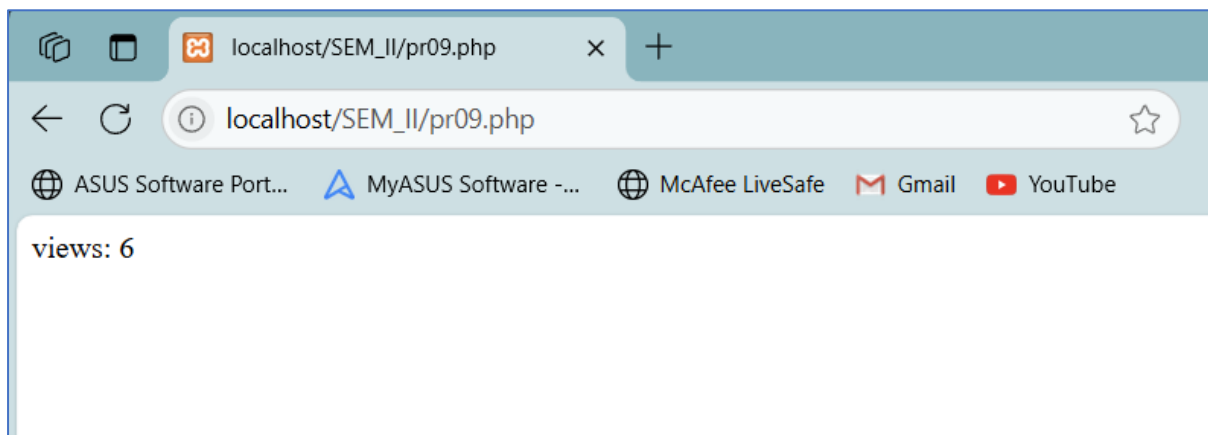 localhost/SEM_II/pr09.php
localhost/SEM_II/pr09.php
ASUS Software Port... MyASUS Software -... McAfee LiveSafe Gmail YouTube
views: 6